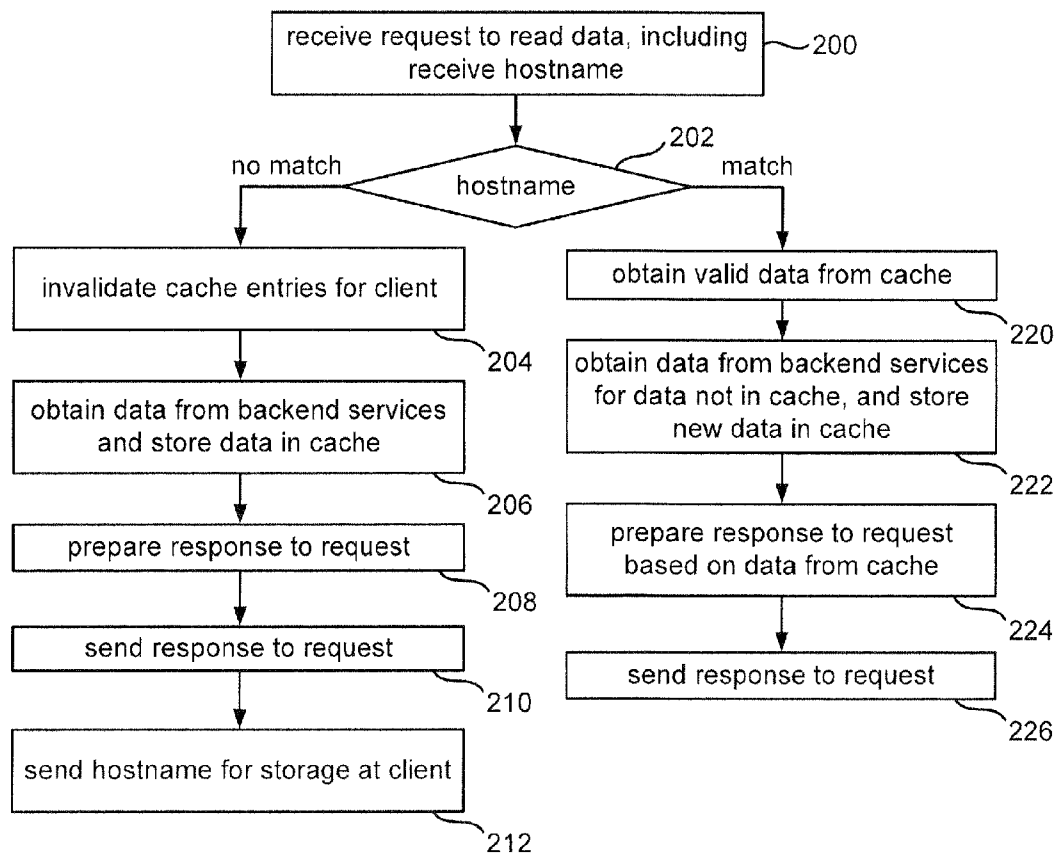 receive request to read data, including
receive hostname
200
202
no match
match
hostname
invalidate cache entries for client
204
obtain data from backend services
and store data in cache
206
prepare response to request
208
send response to request
210
send hostname for storage at client
212
obtain valid data from cache
220
obtain data from backend services
for data not in cache, and store
new data in cache
222
prepare response to request
based on data from cache
224
send response to request
226